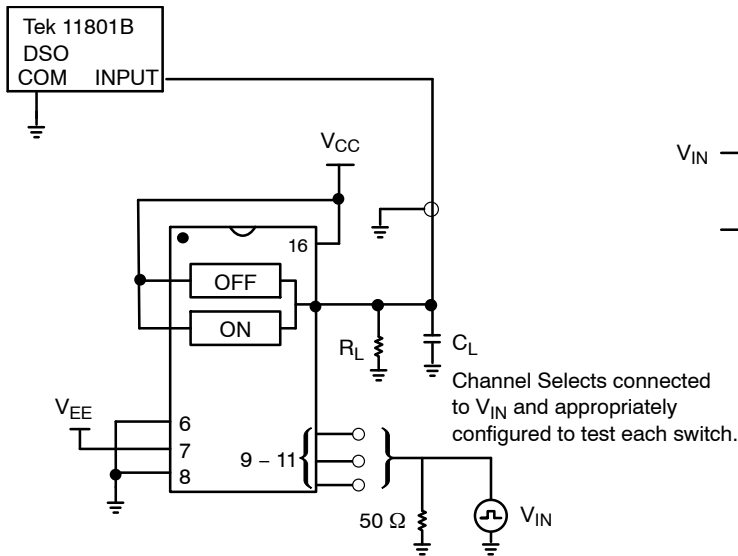 Tek 11801B
DSO
COM INPUT
V_CC
V_IN
16
OFF
ON
R_L
C_L
Channel Selects connected
to V_IN and appropriately
configured to test each switch.
V_EE
6
7
8
9 – 11
50 Ω
V_IN